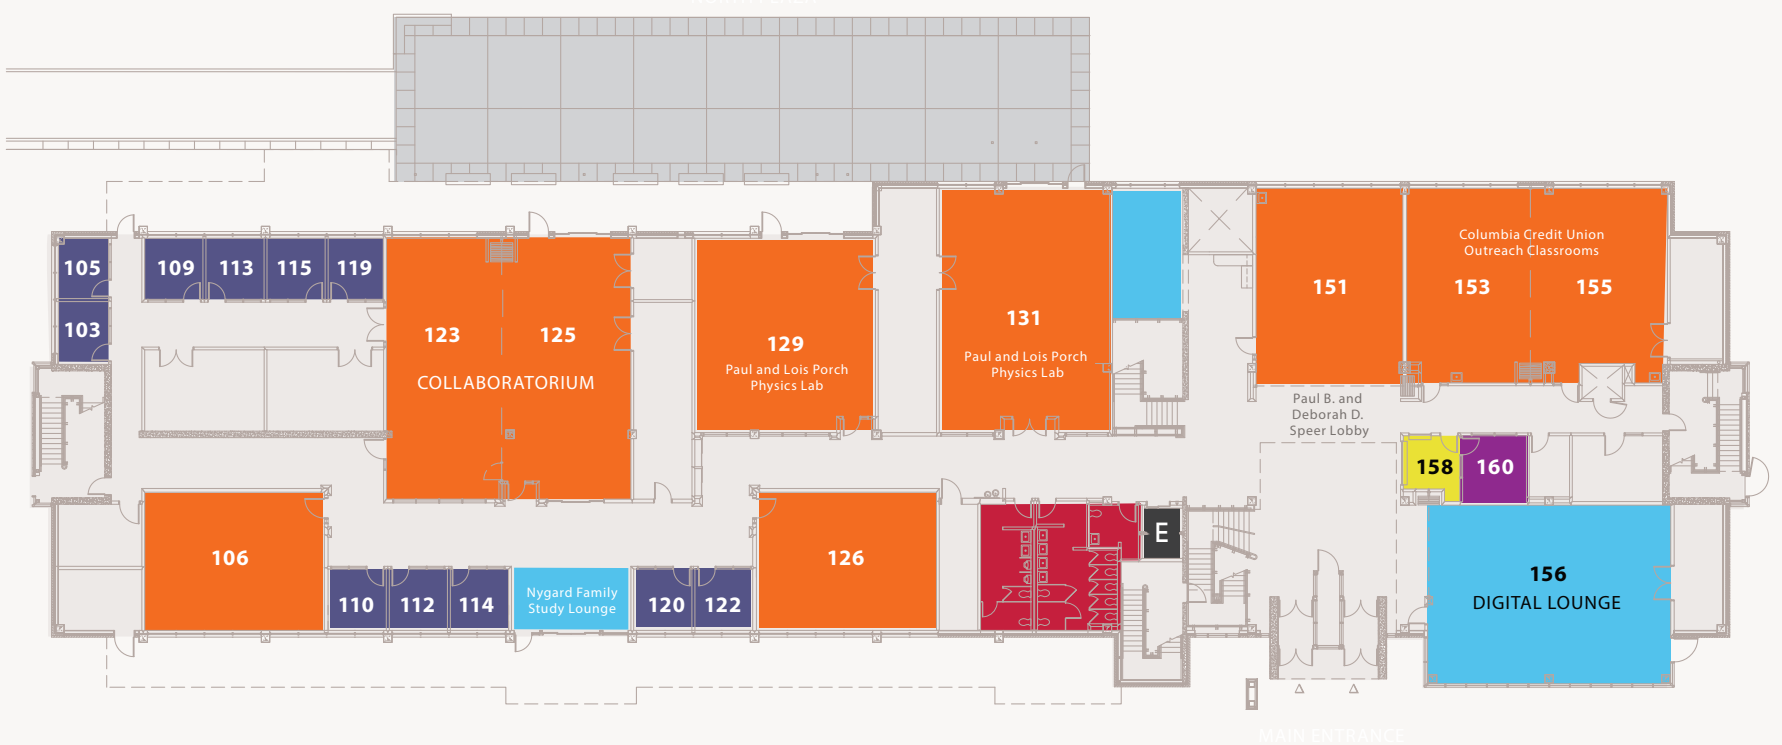 NORTH PLAZA
105
109
113
115
119
103
123
125
COLLABORATORIUM
129
Paul and Lois Porch
Physics Lab
131
Paul and Lois Porch
Physics Lab
151
Columbia Credit Union
Outreach Classrooms
153
155
Paul B. and
Deborah D.
Speer Lobby
158
160
106
110
112
114
Nygard Family
Study Lounge
120
122
126
E
156
DIGITAL LOUNGE
MAIN ENTRANCE